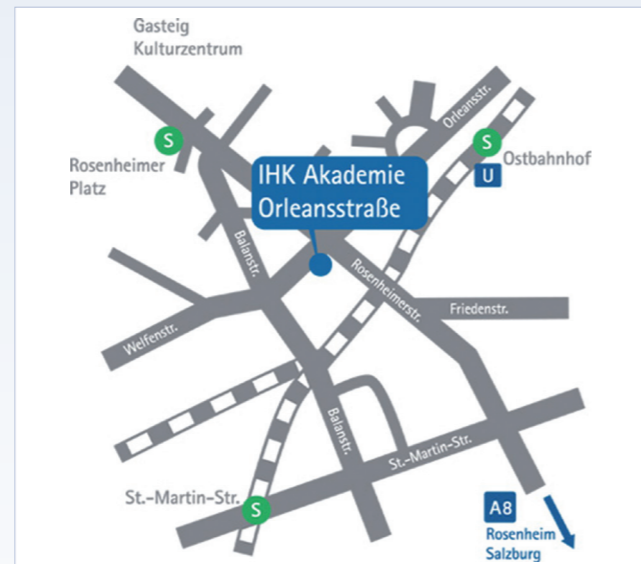 Gasteig
Kulturzentrum
Orleansstr.
S
S
Rosenheimer
Platz
Ostbahnhof
U
IHK Akademie
Orleansstraße
Balanstr.
Rosenheimerstr.
Friedenstr.
Welfenstr.
Balanstr.
St.-Martin-Str.
St.-Martin-Str.
S
A8
Rosenheim
Salzburg